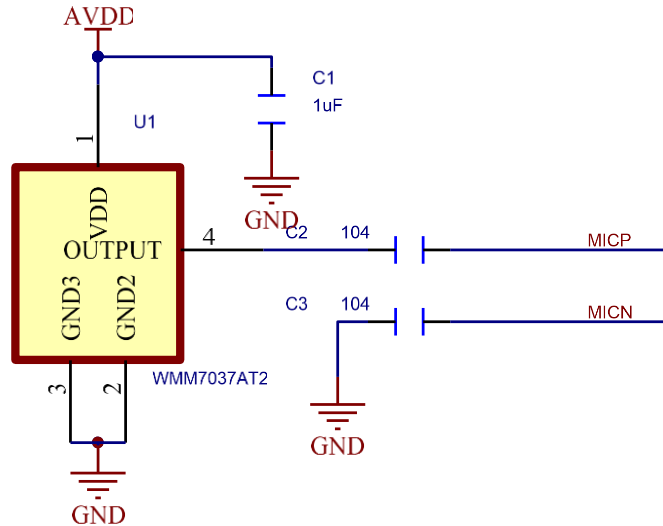 AVDD
C1
1uF
U1
1
VDD
GND
OUTPUT
4
C2
104
MICP
GND3
GND2
C3
104
MICN
WMM7037AT2
3
2
GND
GND